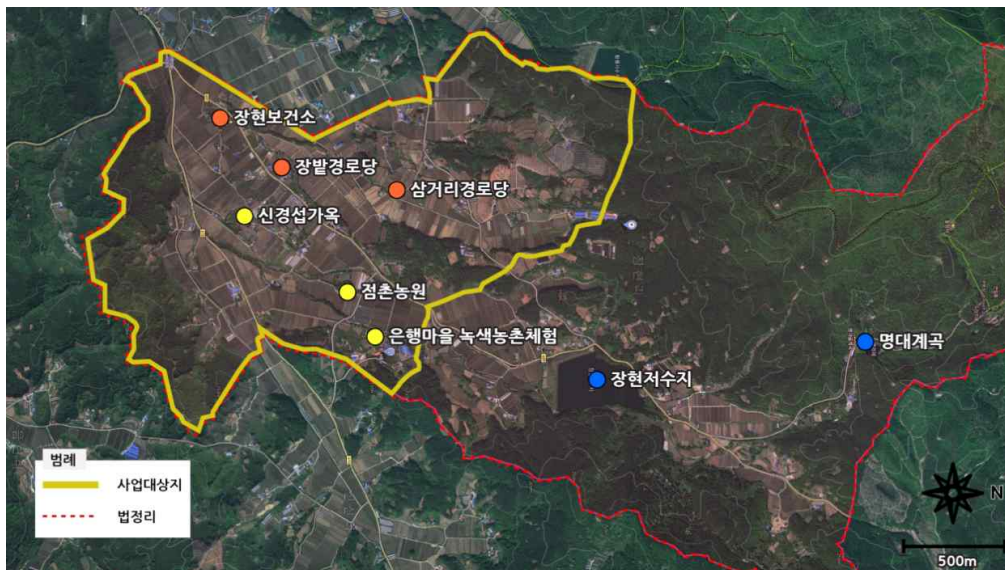 장현보건소
장밭경로당
삼거리경로당
신경섭가옥
점촌농원
은행마을 녹색농촌체험
명대계곡
장현저수지
범례
사업대상지
법정리
N
500m